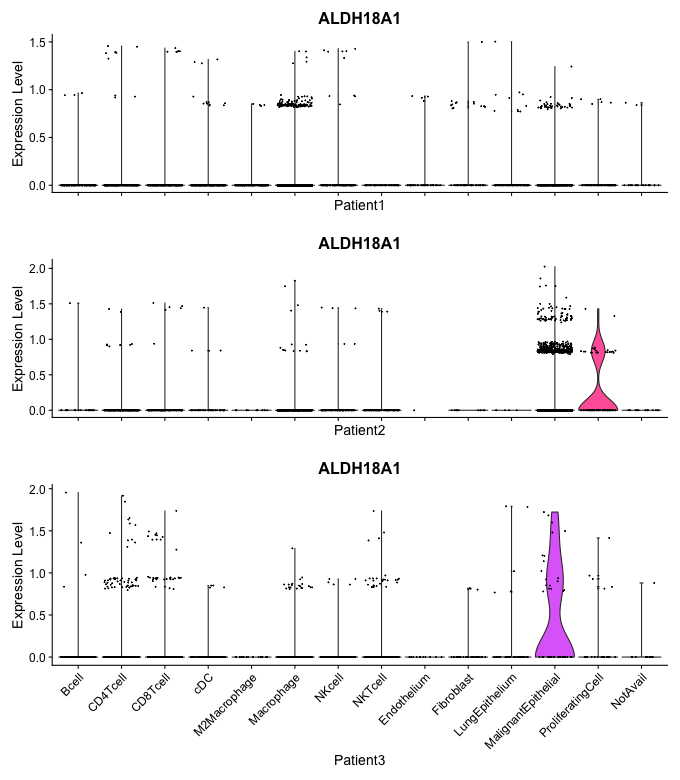 ALDH18A1
Expression Level
1.5
1.0
0.5
0.0
Patient1
ALDH18A1
Expression Level
2.0
1.5
1.0
0.5
0.0
Patient2
ALDH18A1
Expression Level
2.0
1.5
1.0
0.5
0.0
Bcell
CD4Tcell
CD8Tcell
cDC
M2Macrophage
Macrophage
NKcell
NKTcell
Endothelium
Fibroblast
LungEpithelium
MalignantEpithelial
ProliferatingCell
NotAvail
Patient3